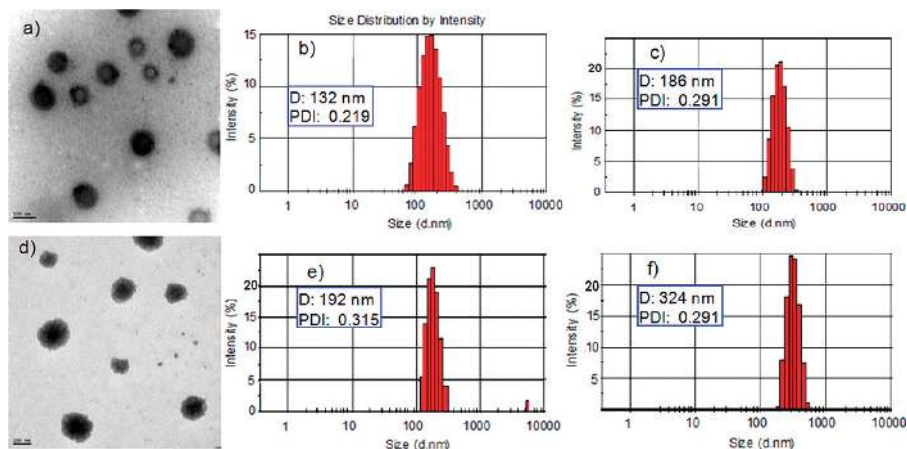 a)
Size Distribution by Intensity
b)
D: 132 nm
PDI: 0.219
Intensity (%)
15
10
5
0
1
10
100
1000
10000
Size (d.nm)
c)
D: 186 nm
PDI: 0.291
Intensity (%)
20
15
10
5
0
1
10
100
1000
10000
Size (d.nm)
d)
e)
D: 192 nm
PDI: 0.315
Intensity (%)
20
15
10
5
1
10
100
1000
10000
Size (d.nm)
f)
D: 324 nm
PDI: 0.291
Intensity (%)
20
15
10
5
1
10
100
1000
10000
Size (d.nm)